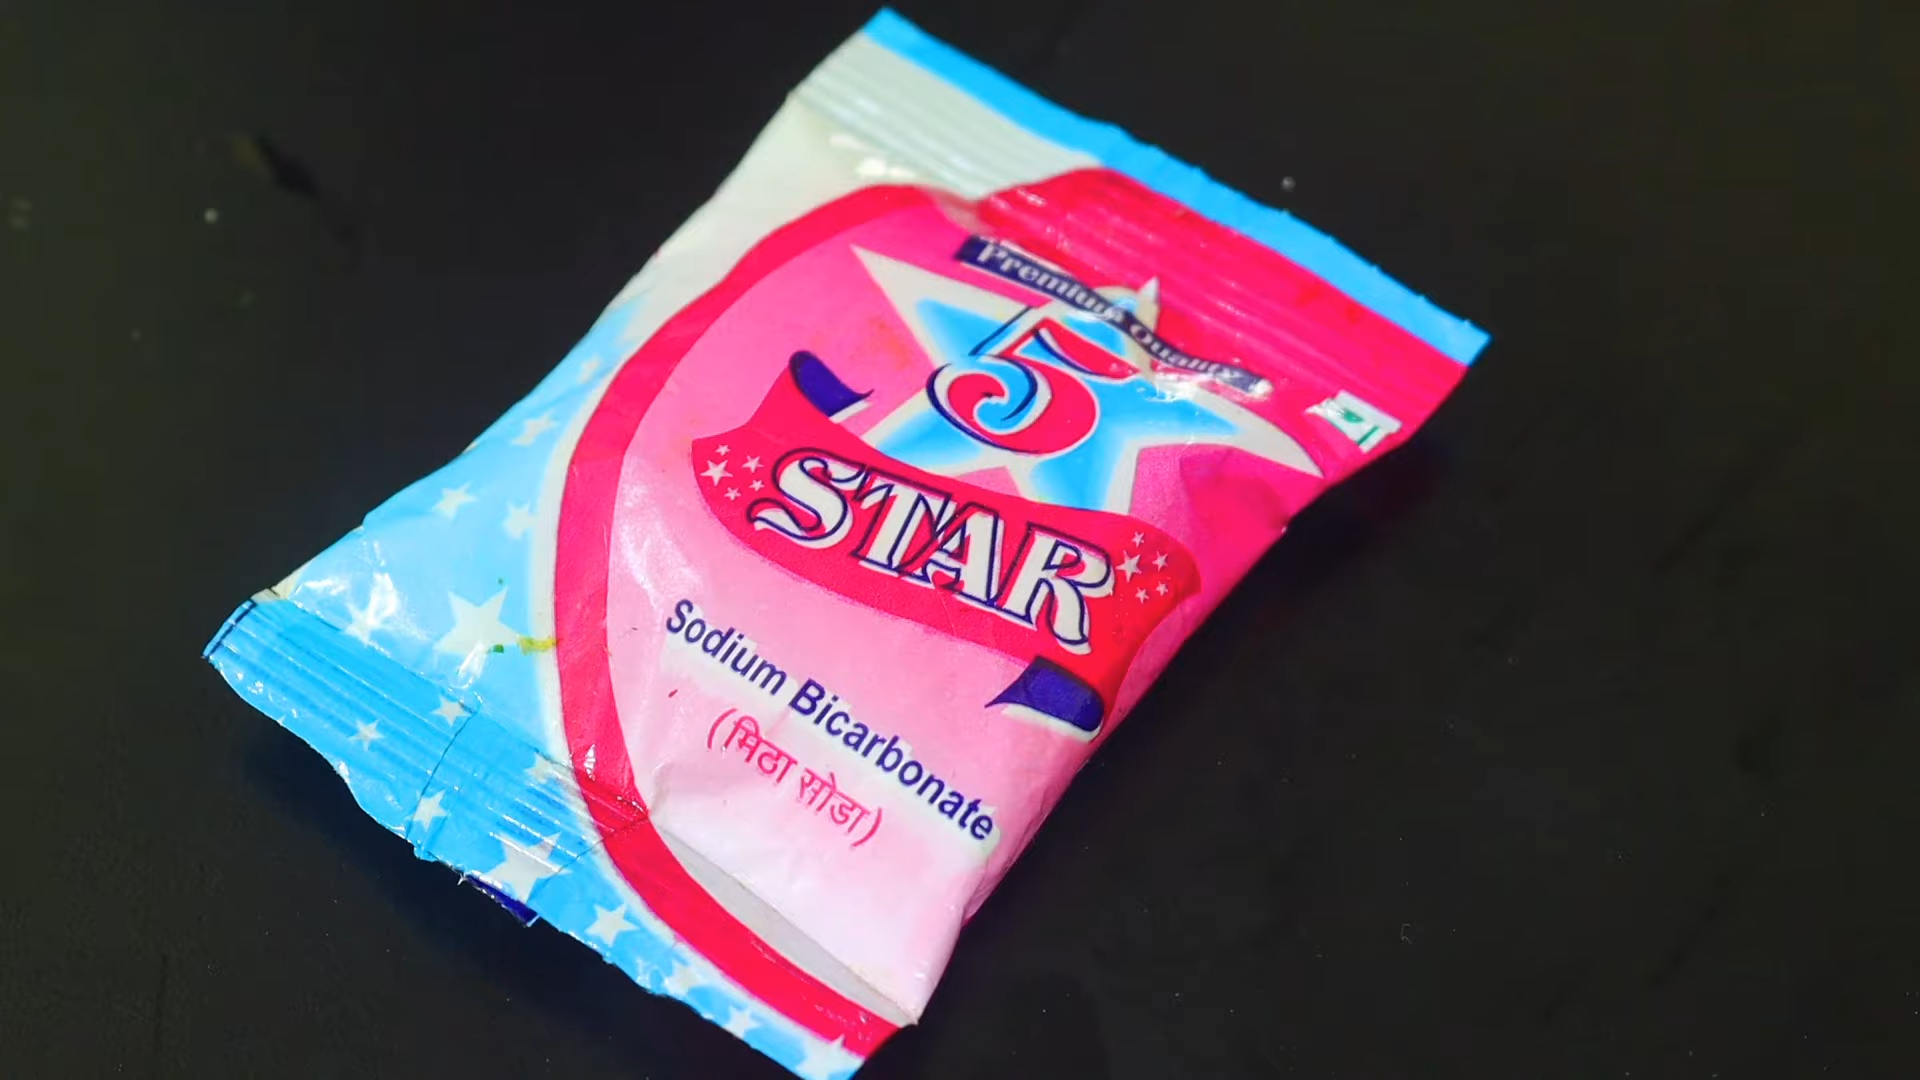 Premium Quality
5
STAR
Sodium Bicarbonate
(मिठा सोडा)